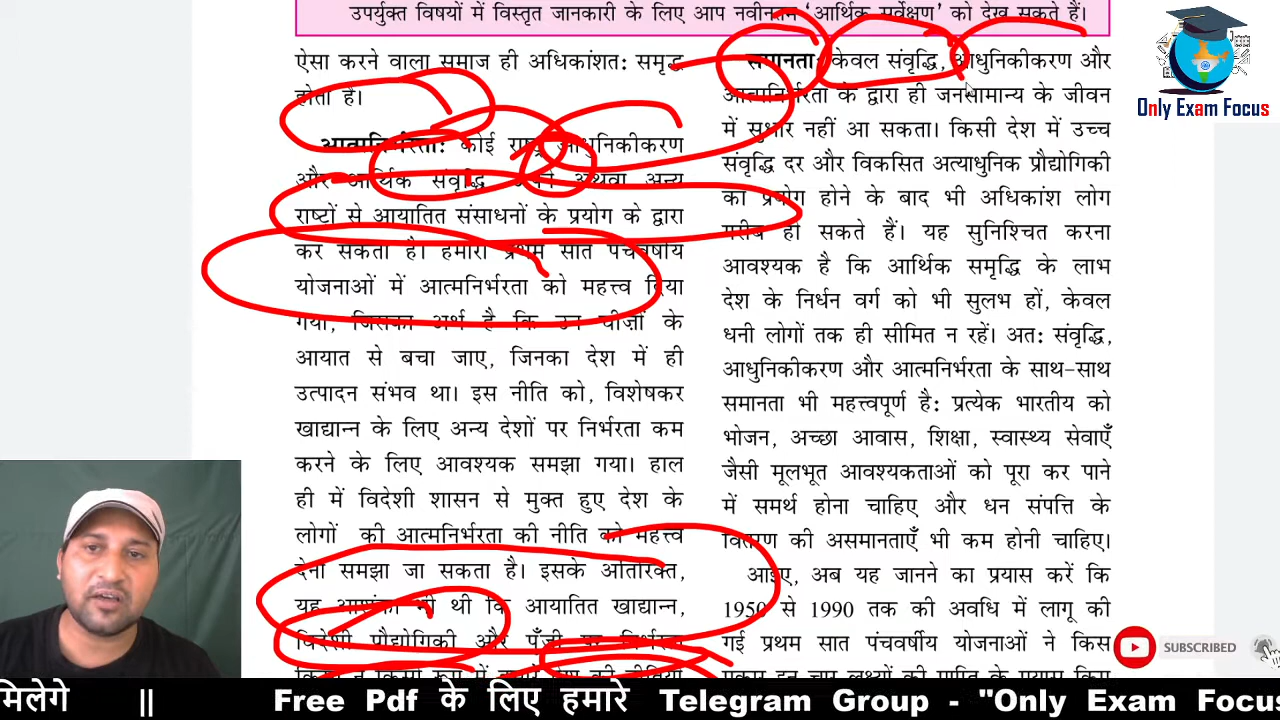 उपर्युक्त विषयों में विस्तृत जानकारी के लिए आप नवीनतम 'आर्थिक सर्वेक्षण' को देख सकते हैं।
ऐसा करने वाला समाज ही अधिकांशत: समृद्ध
होता है।
आत्मनिर्भरता: कोई राष्ट्र आधुनिकीकरण
और आर्थिक संवृद्धि अपने अथवा अन्य
राष्टों से आयातित संसाधनों के प्रयोग के द्वारा
कर सकता है। हमारी प्रथम सात पंचवर्षीय
योजनाओं में आत्मनिर्भरता को महत्त्व दिया
गया, जिसका अर्थ है कि उन चीज़ों के
आयात से बचा जाए, जिनका देश में ही
उत्पादन संभव था। इस नीति को, विशेषकर
खाद्यान्न के लिए अन्य देशों पर निर्भरता कम
करने के लिए आवश्यक समझा गया। हाल
ही में विदेशी शासन से मुक्त हुए देश के
लोगों की आत्मनिर्भरता की नीति को महत्त्व
देना समझा जा सकता है। इसके अतिरिक्त,
यह आशंका भी थी कि आयातित खाद्यान्न,
विदेशी प्रौद्योगिकी और पूँजी पर निर्भरता
किसी न किसी रूप में हमारे देश की नीतियों
समानता: केवल संवृद्धि, आधुनिकीकरण और
आत्मनिर्भरता के द्वारा ही जनसामान्य के जीवन
में सुधार नहीं आ सकता। किसी देश में उच्च
संवृद्धि दर और विकसित अत्याधुनिक प्रौद्योगिकी
का प्रयोग होने के बाद भी अधिकांश लोग
गरीब हो सकते हैं। यह सुनिश्चित करना
आवश्यक है कि आर्थिक समृद्धि के लाभ
देश के निर्धन वर्ग को भी सुलभ हों, केवल
धनी लोगों तक ही सीमित न रहें। अत: संवृद्धि,
आधुनिकीकरण और आत्मनिर्भरता के साथ-साथ
समानता भी महत्त्वपूर्ण है: प्रत्येक भारतीय को
भोजन, अच्छा आवास, शिक्षा, स्वास्थ्य सेवाएँ
जैसी मूलभूत आवश्यकताओं को पूरा कर पाने
में समर्थ होना चाहिए और धन संपत्ति के
वितरण की असमानताएँ भी कम होनी चाहिए।
आइए, अब यह जानने का प्रयास करें कि
1950 से 1990 तक की अवधि में लागू की
गई प्रथम सात पंचवर्षीय योजनाओं ने किस
प्रकार इन चार लक्ष्यों की प्राप्ति के प्रयास किए
Only Exam Focus
SUBSCRIBED
मिलेगे || Free Pdf के लिए हमारे Telegram Group - "Only Exam Focus